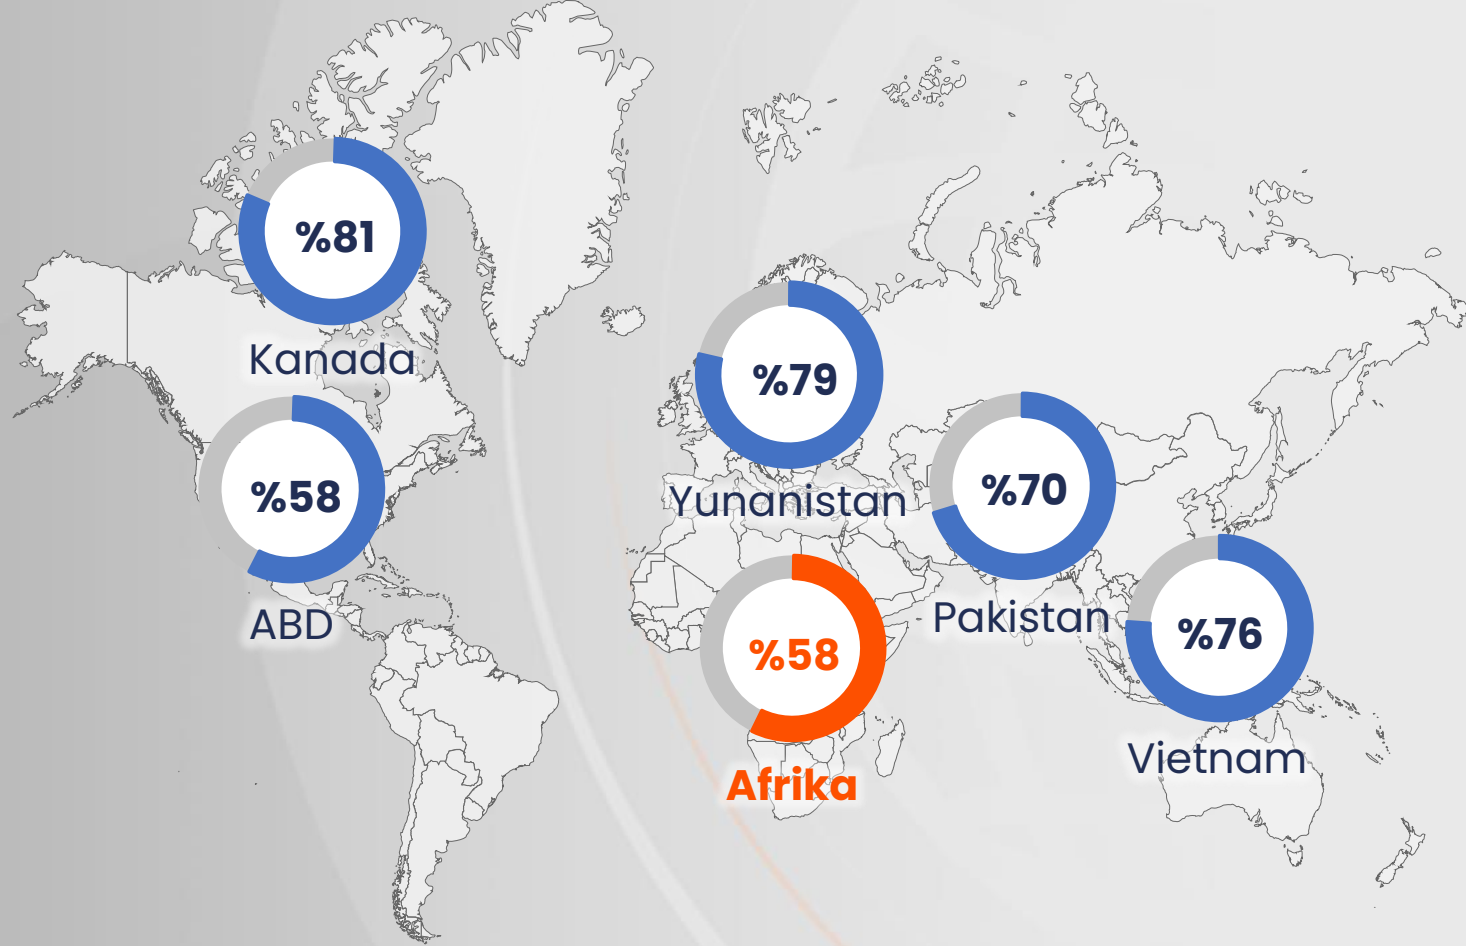 %81
Kanada
%58
ABD
%79
Yunanistan
%58
Afrika
%70
Pakistan
%76
Vietnam